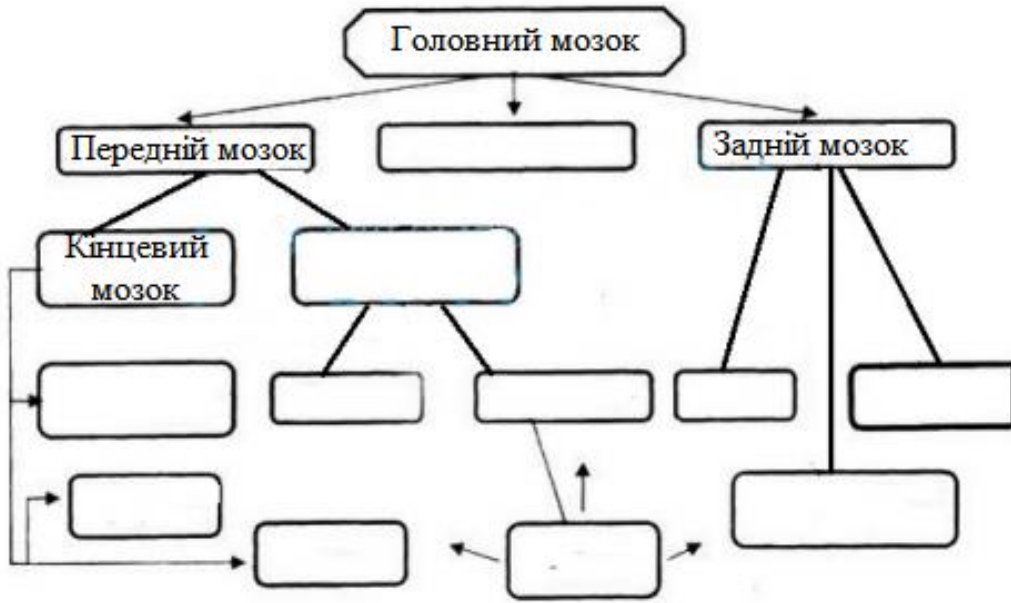 Головний мозок
Передній мозок
Задній мозок
Кінцевий
мозок